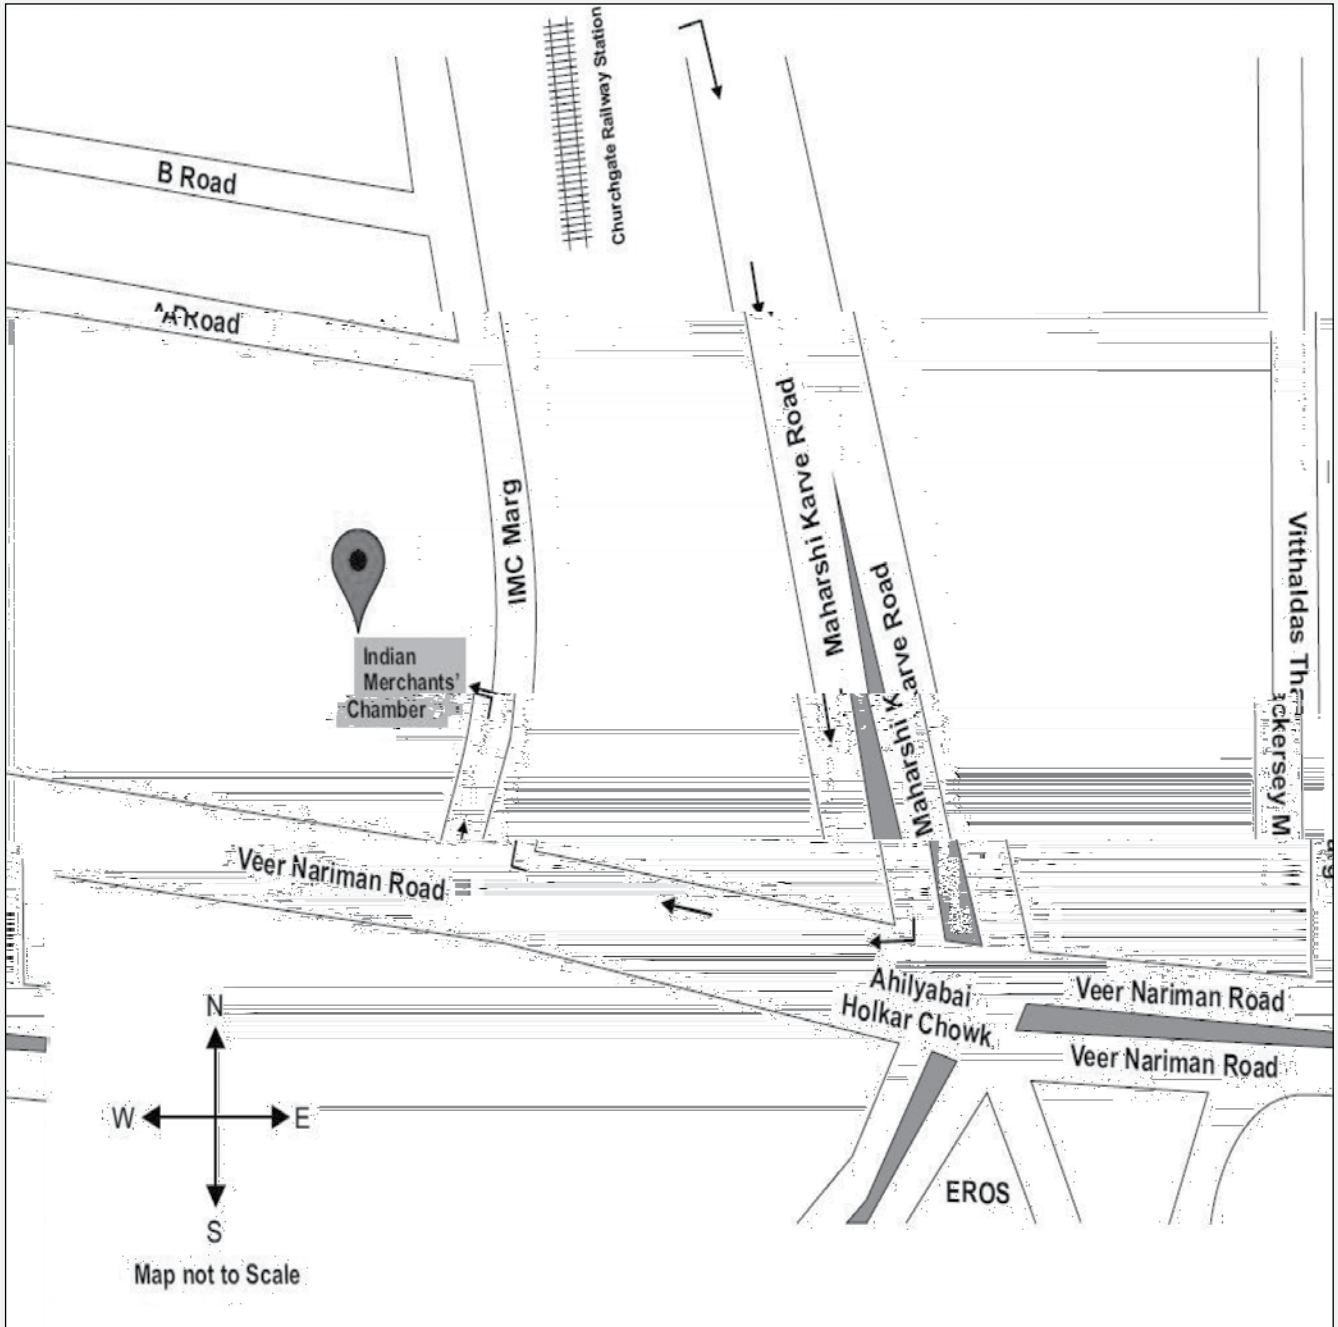 Churchgate Railway Station
B Road
A Road
Maharshi Karve Road
IMC Marg
Maharshi Karve Road
Indian
Merchants'
Chamber
Veer Nariman Road
Ahilyabai
Holkar Chowk
Veer Nariman Road
Veer Nariman Road
N
W
E
S
EROS
Map not to Scale